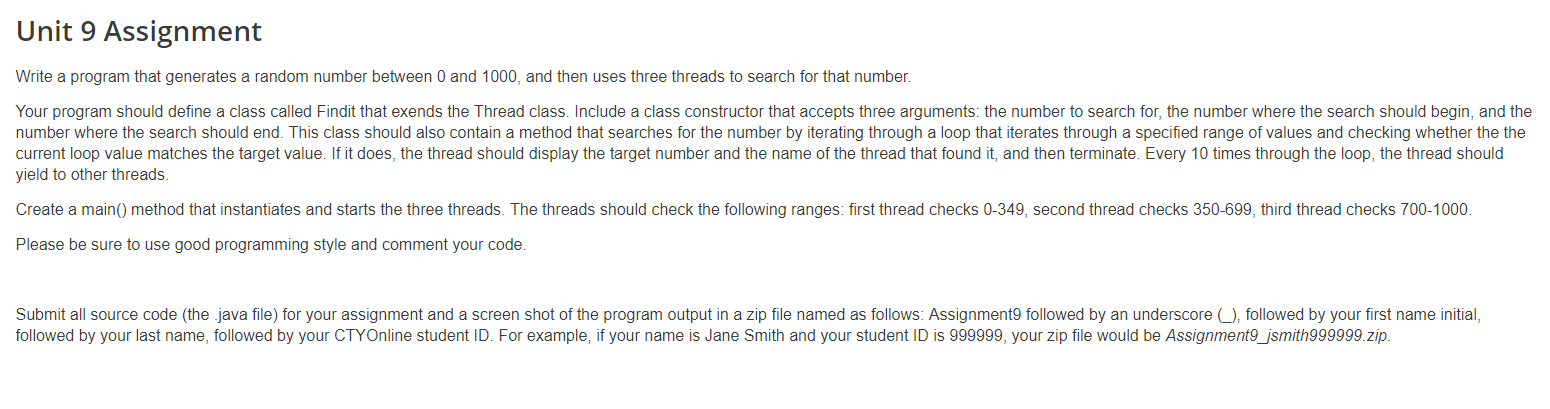 Unit 9 Assignment
Write a program that generates a random number between 0 and 1000, and then uses three threads to search for that number.
Your program should define a class called Findit that exends the Thread class. Include a class constructor that accepts three arguments: the number to search for, the number where the search should begin, and the
number where the search should end. This class should also contain a method that searches for the number by iterating through a loop that iterates through a specified range of values and checking whether the the
current loop value matches the target value. If it does, the thread should display the target number and the name of the thread that found it, and then terminate. Every 10 times through the loop, the thread should
yield to other threads.
Create a main() method that instantiates and starts the three threads. The threads should check the following ranges: first thread checks 0-349, second thread checks 350-699, third thread checks 700-1000.
Please be sure to use good programming style and comment your code.
Submit all source code (the .java file) for your assignment and a screen shot of the program output in a zip file named as follows: Assignment9 followed by an underscore (_), followed by your first name initial,
followed by your last name, followed by your CTYOnline student ID. For example, if your name is Jane Smith and your student ID is 999999, your zip file would be Assignment9_jsmith999999.zip.